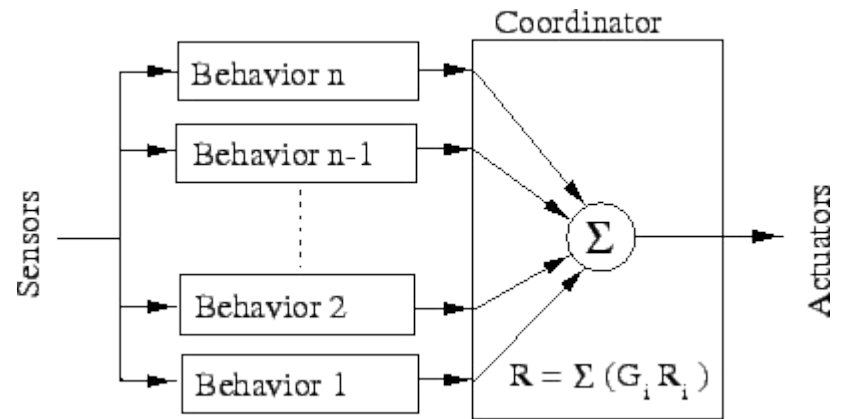 Coordinator
Behavior n
Behavior n-1
Sensors
Σ
Actuators
Behavior 2
Behavior 1
R = Σ (G_i R_i)